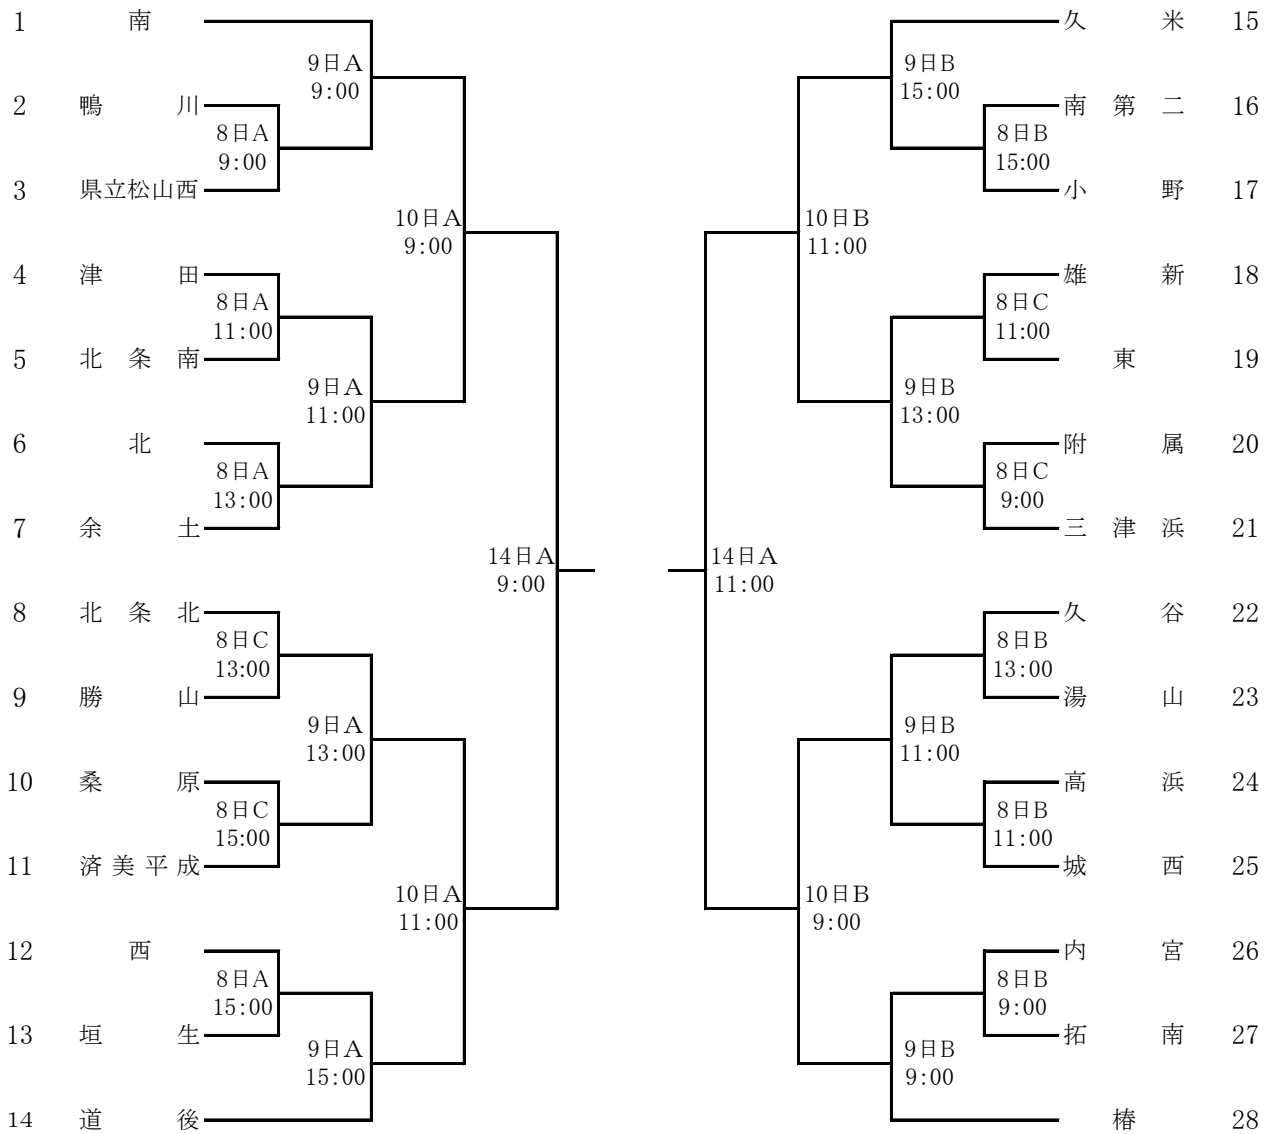 1 南
9日A
9:00
2 鴨川
8日A
9:00
3 県立松山西
10日A
9:00
4 津田
8日A
11:00
5 北条南
9日A
11:00
6 北
8日A
13:00
7 余土
14日A
9:00
8 北条北
8日C
13:00
9 勝山
9日A
13:00
10 桑原
8日C
15:00
11 済美平成
10日A
11:00
12 西
8日A
15:00
13 垣生
9日A
15:00
14 道後
久米 15
9日B
15:00
南第二 16
8日B
15:00
小野 17
10日B
11:00
雄新 18
8日C
11:00
東 19
9日B
13:00
附属 20
8日C
9:00
三津浜 21
14日A
11:00
久谷 22
8日B
13:00
湯山 23
9日B
11:00
高浜 24
8日B
11:00
城西 25
10日B
9:00
内宮 26
8日B
9:00
拓南 27
9日B
9:00
椿 28